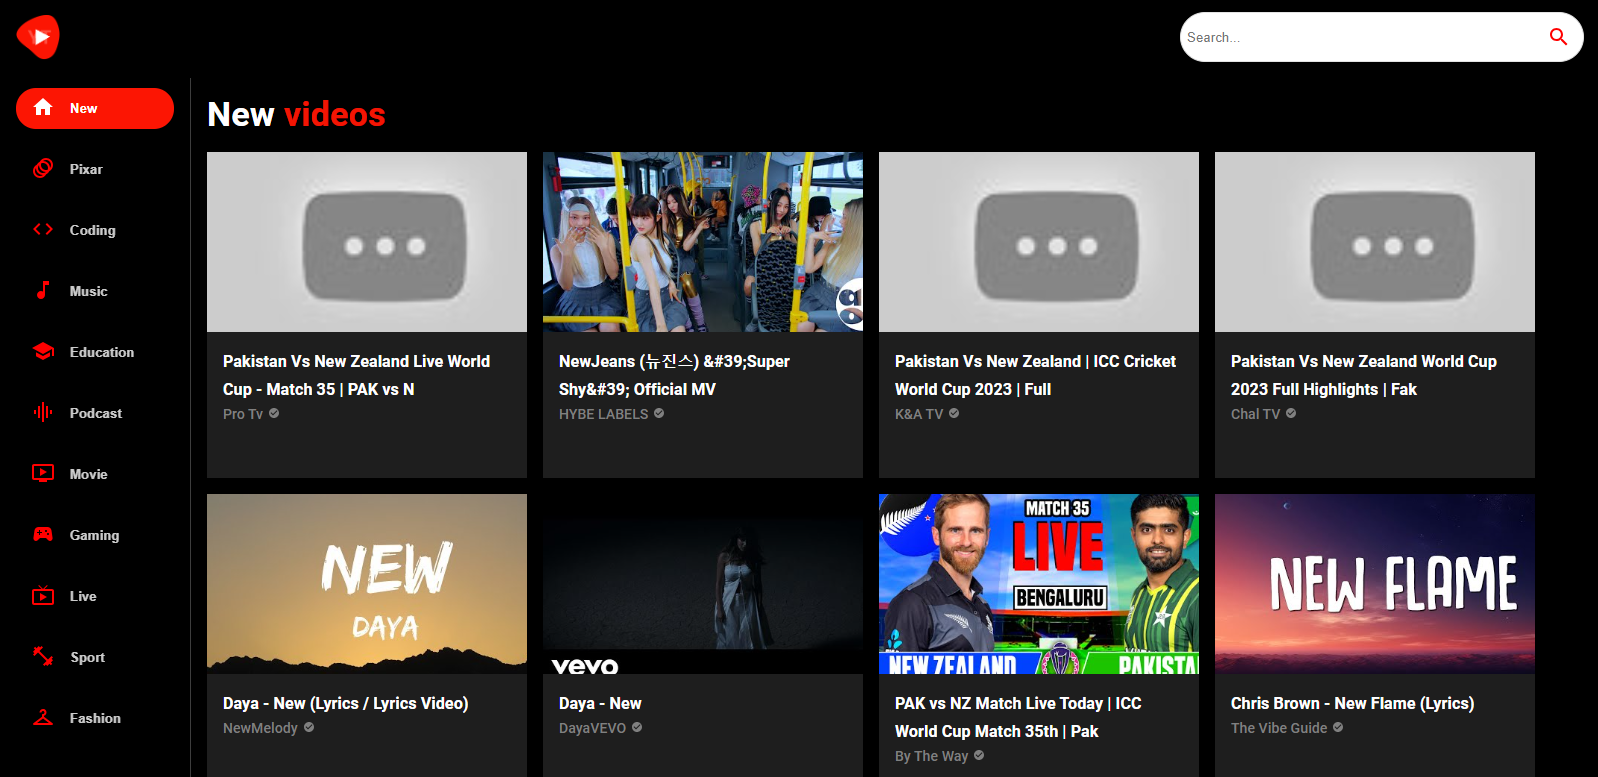 Search...
New
Pixar
Coding
Music
Education
Podcast
Movie
Gaming
Live
Sport
Fashion
New videos
Pakistan Vs New Zealand Live World
Cup - Match 35 | PAK vs N
Pro Tv
NewJeans (뉴진스) &#39;Super
Shy&#39; Official MV
HYBE LABELS
Pakistan Vs New Zealand | ICC Cricket
World Cup 2023 | Full
K&A TV
Pakistan Vs New Zealand World Cup
2023 Full Highlights | Fak
Chal TV
NEW
DAYA
vevo
MATCH 35
LIVE
BENGALURU
NEW ZEALAND
PAKISTA
NEW FLAME
Daya - New (Lyrics / Lyrics Video)
NewMelody
Daya - New
DayaVEVO
PAK vs NZ Match Live Today | ICC
World Cup Match 35th | Pak
By The Way
Chris Brown - New Flame (Lyrics)
The Vibe Guide